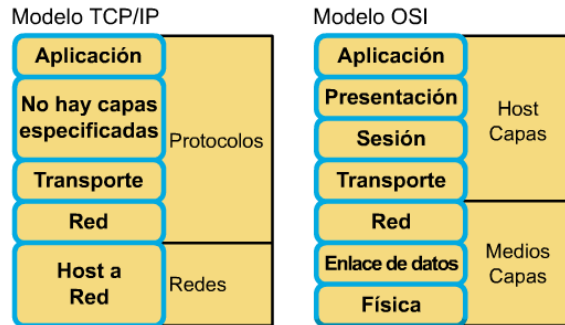 Modelo TCP/IP
Aplicación
No hay capas
especificadas
Transporte
Red
Host a
Red
Protocolos
Redes
Modelo OSI
Aplicación
Presentación
Sesión
Transporte
Red
Enlace de datos
Física
Host
Capas
Medios
Capas